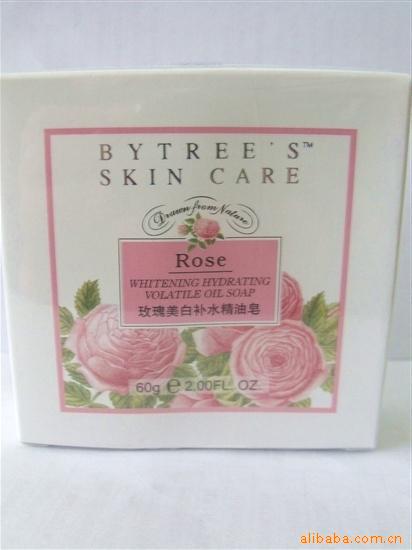 BYTREE'S™
SKIN CARE
Drawn from Nature
Rose
WHITENING HYDRATING
VOLATILE OIL SOAP
玫瑰美白补水精油皂
60g ℮ 2.00FL. OZ.
alibaba.com.cn